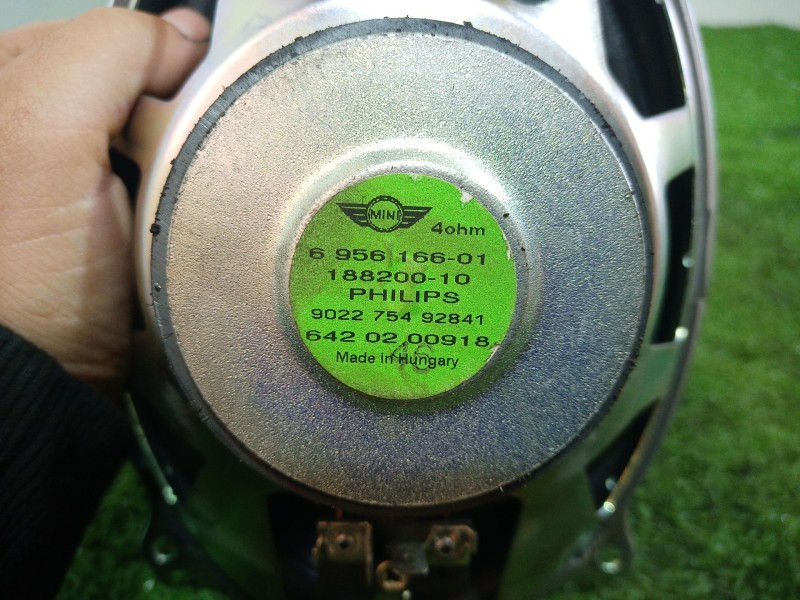 MINI
4ohm
6 956 166-01
188200-10
PHILIPS
9022 754 92841
642 02 00918
Made in Hungary